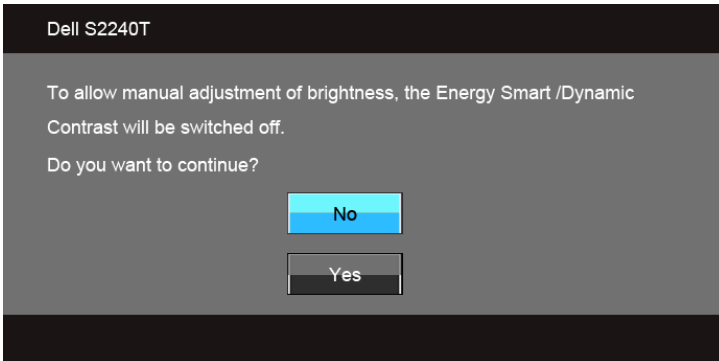 Dell S2240T
To allow manual adjustment of brightness, the Energy Smart /Dynamic
Contrast will be switched off.
Do you want to continue?
No
Yes